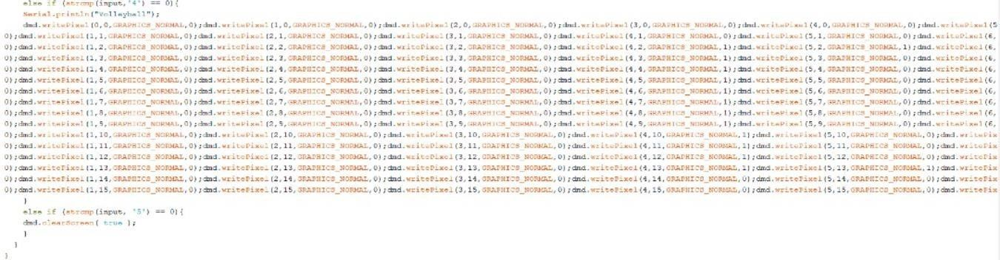 else if (strcmp(input,'4') == 0){
Serial.println("Volleyball");
dmd.writePixel(0,0,GRAPHICS_NORMAL,0);dmd.writePixel(1,0,GRAPHICS_NORMAL,0);dmd.writePixel(2,0,GRAPHICS_NORMAL,0);dmd.writePixel(3,0,GRAPHICS_NORMAL,0);dmd.writePixel(4,0,GRAPHICS_NORMAL,0);dmd.writePixel(5
0);dmd.writePixel(1,1,GRAPHICS_NORMAL,0);dmd.writePixel(2,1,GRAPHICS_NORMAL,0);dmd.writePixel(3,1,GRAPHICS_NORMAL,0);dmd.writePixel(4,1,GRAPHICS_NORMAL,0);dmd.writePixel(5,1,GRAPHICS_NORMAL,0);dmd.writePixel(6,
0);dmd.writePixel(1,2,GRAPHICS_NORMAL,0);dmd.writePixel(2,2,GRAPHICS_NORMAL,0);dmd.writePixel(3,2,GRAPHICS_NORMAL,0);dmd.writePixel(4,2,GRAPHICS_NORMAL,1);dmd.writePixel(5,2,GRAPHICS_NORMAL,1);dmd.writePixel(6,
0);dmd.writePixel(1,3,GRAPHICS_NORMAL,0);dmd.writePixel(2,3,GRAPHICS_NORMAL,0);dmd.writePixel(3,3,GRAPHICS_NORMAL,0);dmd.writePixel(4,3,GRAPHICS_NORMAL,1);dmd.writePixel(5,3,GRAPHICS_NORMAL,0);dmd.writePixel(6,
0);dmd.writePixel(1,4,GRAPHICS_NORMAL,0);dmd.writePixel(2,4,GRAPHICS_NORMAL,0);dmd.writePixel(3,4,GRAPHICS_NORMAL,0);dmd.writePixel(4,4,GRAPHICS_NORMAL,1);dmd.writePixel(5,4,GRAPHICS_NORMAL,0);dmd.writePixel(6,
0);dmd.writePixel(1,5,GRAPHICS_NORMAL,0);dmd.writePixel(2,5,GRAPHICS_NORMAL,0);dmd.writePixel(3,5,GRAPHICS_NORMAL,0);dmd.writePixel(4,5,GRAPHICS_NORMAL,1);dmd.writePixel(5,5,GRAPHICS_NORMAL,0);dmd.writePixel(6,
0);dmd.writePixel(1,6,GRAPHICS_NORMAL,0);dmd.writePixel(2,6,GRAPHICS_NORMAL,0);dmd.writePixel(3,6,GRAPHICS_NORMAL,0);dmd.writePixel(4,6,GRAPHICS_NORMAL,1);dmd.writePixel(5,6,GRAPHICS_NORMAL,0);dmd.writePixel(6,
0);dmd.writePixel(1,7,GRAPHICS_NORMAL,0);dmd.writePixel(2,7,GRAPHICS_NORMAL,0);dmd.writePixel(3,7,GRAPHICS_NORMAL,0);dmd.writePixel(4,7,GRAPHICS_NORMAL,1);dmd.writePixel(5,7,GRAPHICS_NORMAL,0);dmd.writePixel(6,
0);dmd.writePixel(1,8,GRAPHICS_NORMAL,0);dmd.writePixel(2,8,GRAPHICS_NORMAL,0);dmd.writePixel(3,8,GRAPHICS_NORMAL,0);dmd.writePixel(4,8,GRAPHICS_NORMAL,1);dmd.writePixel(5,8,GRAPHICS_NORMAL,0);dmd.writePixel(6,
0);dmd.writePixel(1,9,GRAPHICS_NORMAL,0);dmd.writePixel(2,9,GRAPHICS_NORMAL,0);dmd.writePixel(3,9,GRAPHICS_NORMAL,0);dmd.writePixel(4,9,GRAPHICS_NORMAL,1);dmd.writePixel(5,9,GRAPHICS_NORMAL,0);dmd.writePixel(6,
0);dmd.writePixel(1,10,GRAPHICS_NORMAL,0);dmd.writePixel(2,10,GRAPHICS_NORMAL,0);dmd.writePixel(3,10,GRAPHICS_NORMAL,0);dmd.writePixel(4,10,GRAPHICS_NORMAL,1);dmd.writePixel(5,10,GRAPHICS_NORMAL,0);dmd.writePix
0);dmd.writePixel(1,11,GRAPHICS_NORMAL,0);dmd.writePixel(2,11,GRAPHICS_NORMAL,0);dmd.writePixel(3,11,GRAPHICS_NORMAL,0);dmd.writePixel(4,11,GRAPHICS_NORMAL,1);dmd.writePixel(5,11,GRAPHICS_NORMAL,0);dmd.writePix
0);dmd.writePixel(1,12,GRAPHICS_NORMAL,0);dmd.writePixel(2,12,GRAPHICS_NORMAL,0);dmd.writePixel(3,12,GRAPHICS_NORMAL,0);dmd.writePixel(4,12,GRAPHICS_NORMAL,1);dmd.writePixel(5,12,GRAPHICS_NORMAL,0);dmd.writePix
0);dmd.writePixel(1,13,GRAPHICS_NORMAL,0);dmd.writePixel(2,13,GRAPHICS_NORMAL,0);dmd.writePixel(3,13,GRAPHICS_NORMAL,0);dmd.writePixel(4,13,GRAPHICS_NORMAL,1);dmd.writePixel(5,13,GRAPHICS_NORMAL,1);dmd.writePix
0);dmd.writePixel(1,14,GRAPHICS_NORMAL,0);dmd.writePixel(2,14,GRAPHICS_NORMAL,0);dmd.writePixel(3,14,GRAPHICS_NORMAL,0);dmd.writePixel(4,14,GRAPHICS_NORMAL,0);dmd.writePixel(5,14,GRAPHICS_NORMAL,0);dmd.writePix
0);dmd.writePixel(1,15,GRAPHICS_NORMAL,0);dmd.writePixel(2,15,GRAPHICS_NORMAL,0);dmd.writePixel(3,15,GRAPHICS_NORMAL,0);dmd.writePixel(4,15,GRAPHICS_NORMAL,0);dmd.writePixel(5,15,GRAPHICS_NORMAL,0);dmd.writePix
}
else if (strcmp(input, '5') == 0){
dmd.clearScreen( true );
}
}
}